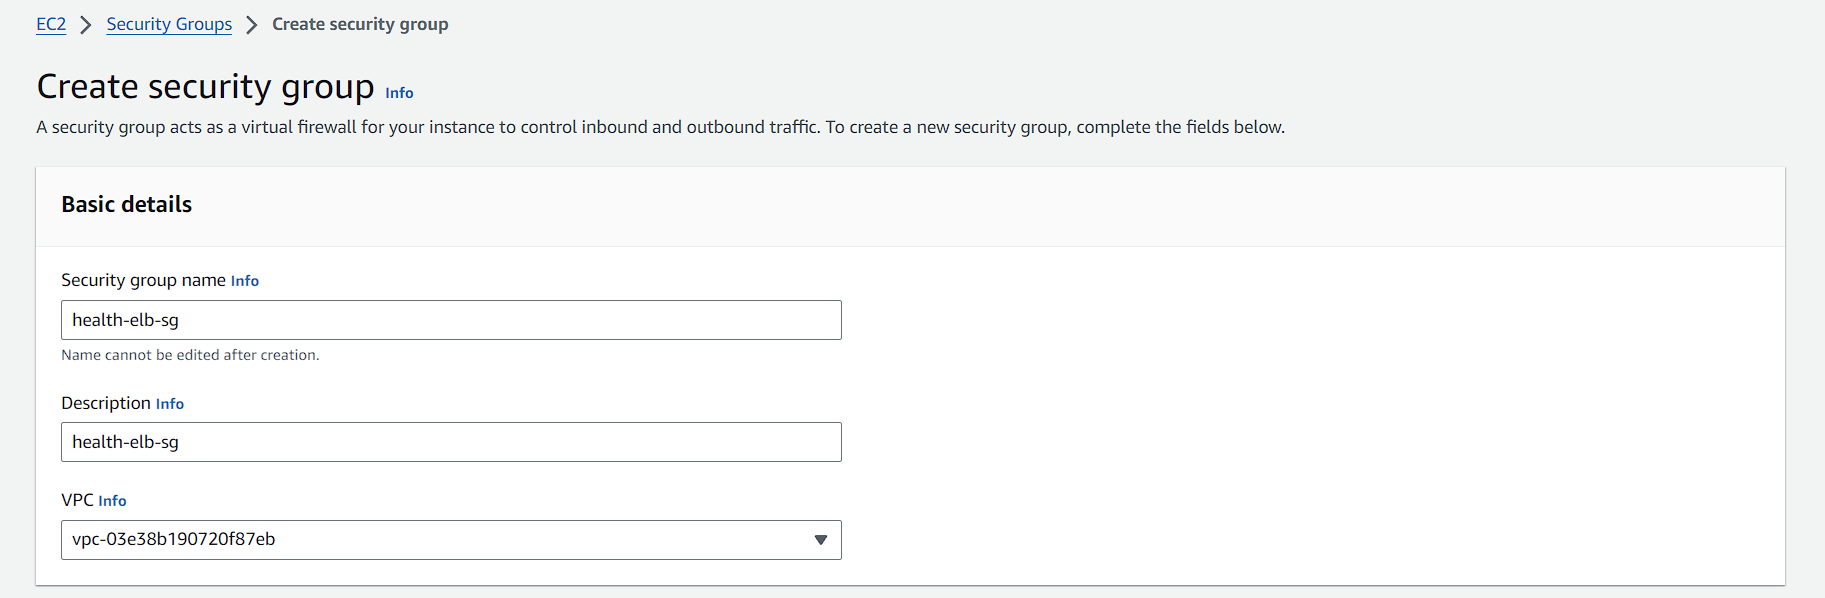 EC2 > Security Groups > Create security group
Create security group Info
A security group acts as a virtual firewall for your instance to control inbound and outbound traffic. To create a new security group, complete the fields below.
Basic details
Security group name Info
health-elb-sg
Name cannot be edited after creation.
Description Info
health-elb-sg
VPC Info
vpc-03e38b190720f87eb